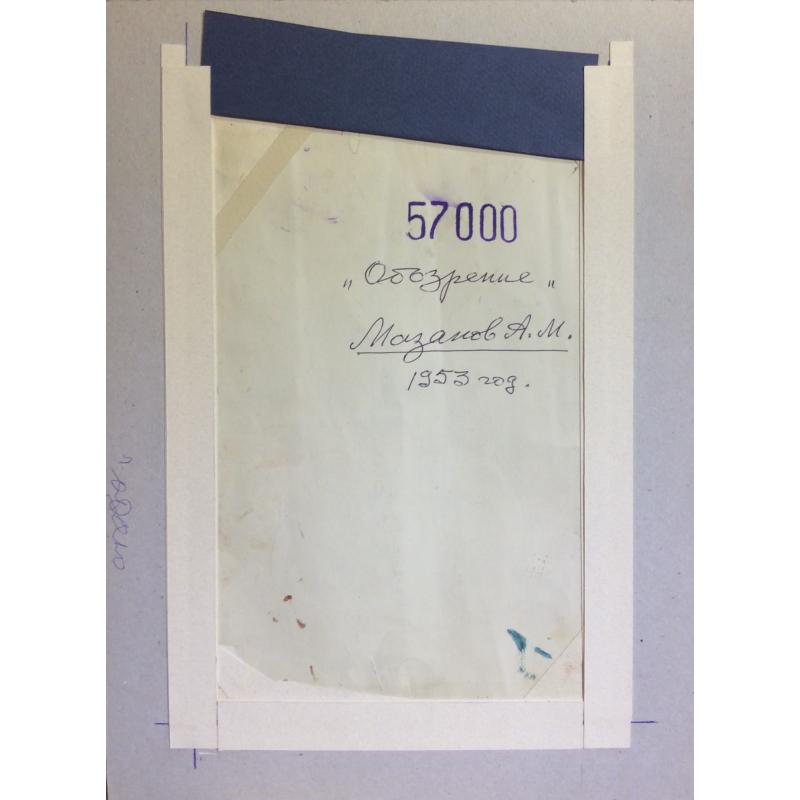 57000
„Обозрение„
Мазанов А.М.
1953 год.